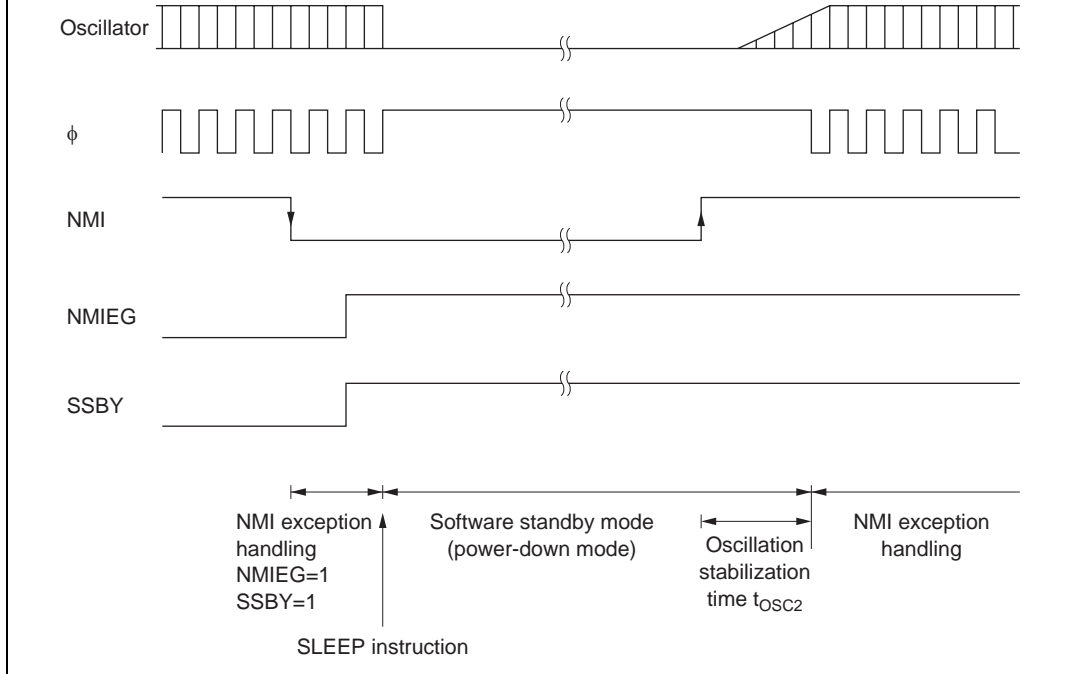 Oscillator
ϕ
NMI
NMIEG
SSBY
NMI exception
handling
NMIEG=1
SSBY=1
Software standby mode
(power-down mode)
Oscillation
stabilization
time tOSC2
NMI exception
handling
SLEEP instruction